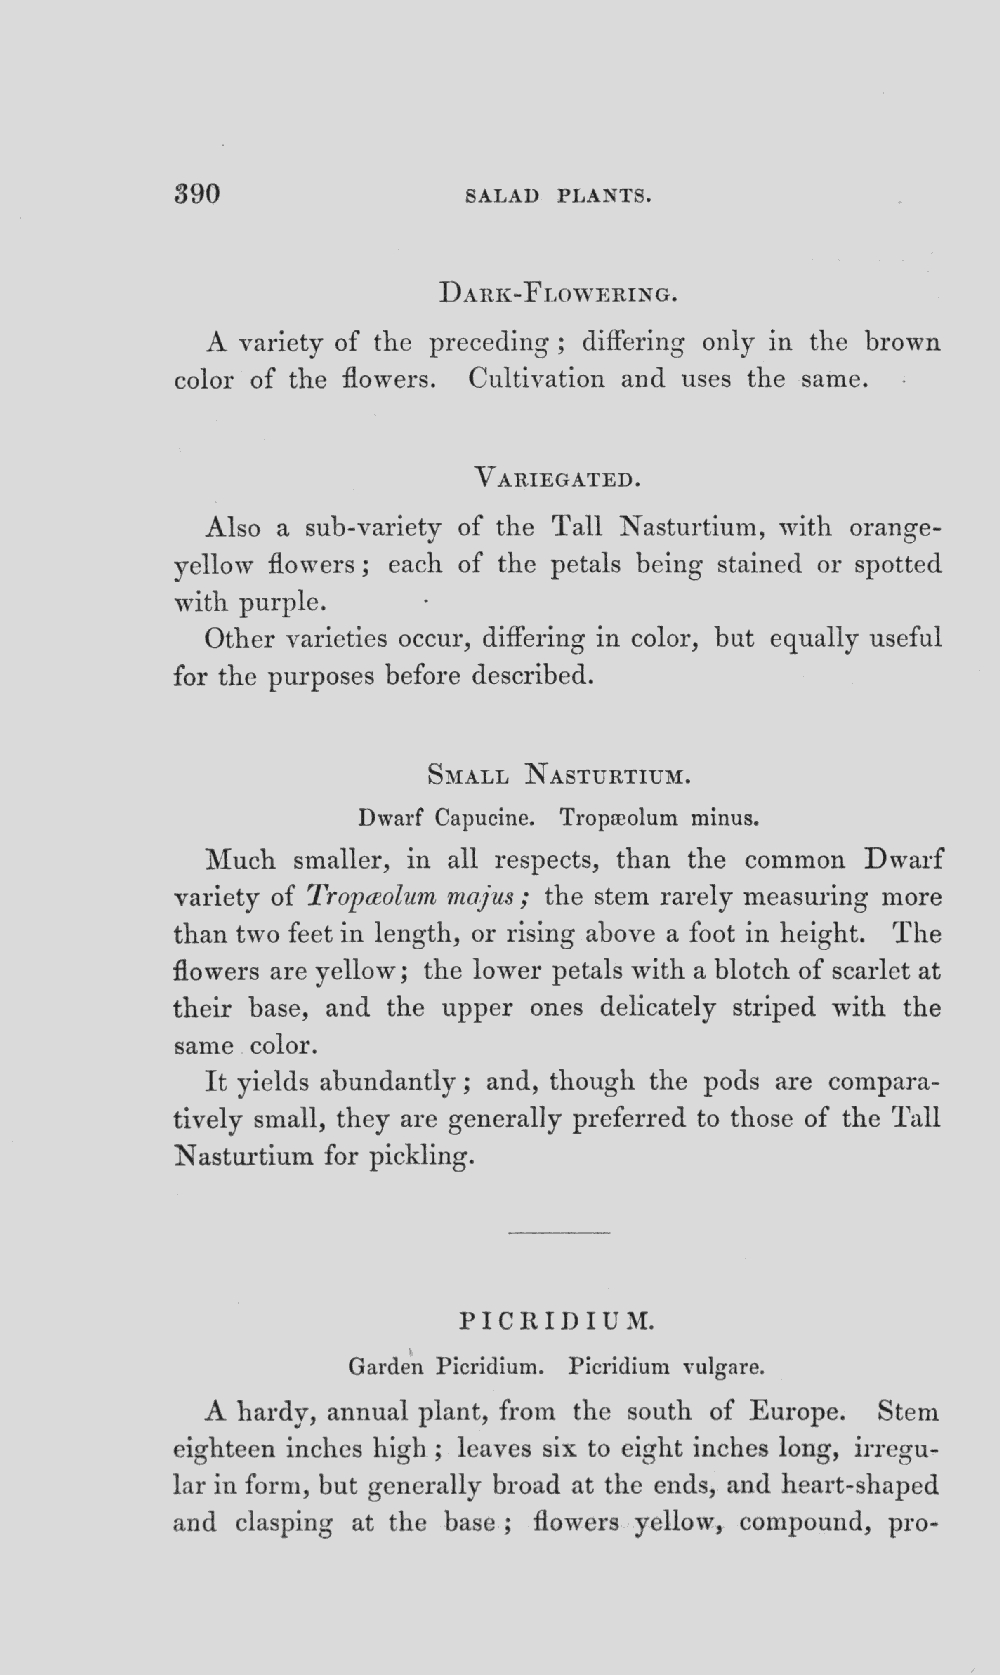 390 SALAD PLANTS.
DARK-FLOWERING.
A variety of the preceding; differing only in the brown
color of the flowers. Cultivation and uses the same.
VARIEGATED.
Also a sub-variety of the Tall Nasturtium, with orange-
yellow flowers; each of the petals being stained or spotted
with purple.
Other varieties occur, differing in color, but equally useful
for the purposes before described.
SMALL NASTURTIUM.
Dwarf Capucine. Tropæolum minus.
Much smaller, in all respects, than the common Dwarf
variety of Tropæolum majus; the stem rarely measuring more
than two feet in length, or rising above a foot in height. The
flowers are yellow; the lower petals with a blotch of scarlet at
their base, and the upper ones delicately striped with the
same color.
It yields abundantly; and, though the pods are compara-
tively small, they are generally preferred to those of the Tall
Nasturtium for pickling.
PICRIDIUM.
Garden Picridium. Picridium vulgare.
A hardy, annual plant, from the south of Europe. Stem
eighteen inches high; leaves six to eight inches long, irregu-
lar in form, but generally broad at the ends, and heart-shaped
and clasping at the base; flowers yellow, compound, pro-